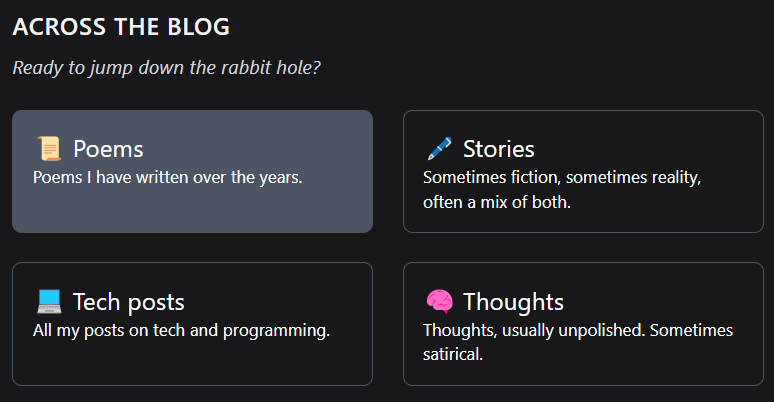 ACROSS THE BLOG
Ready to jump down the rabbit hole?
Poems
Poems I have written over the years.
Stories
Sometimes fiction, sometimes reality,
often a mix of both.
Tech posts
All my posts on tech and programming.
Thoughts
Thoughts, usually unpolished. Sometimes
satirical.